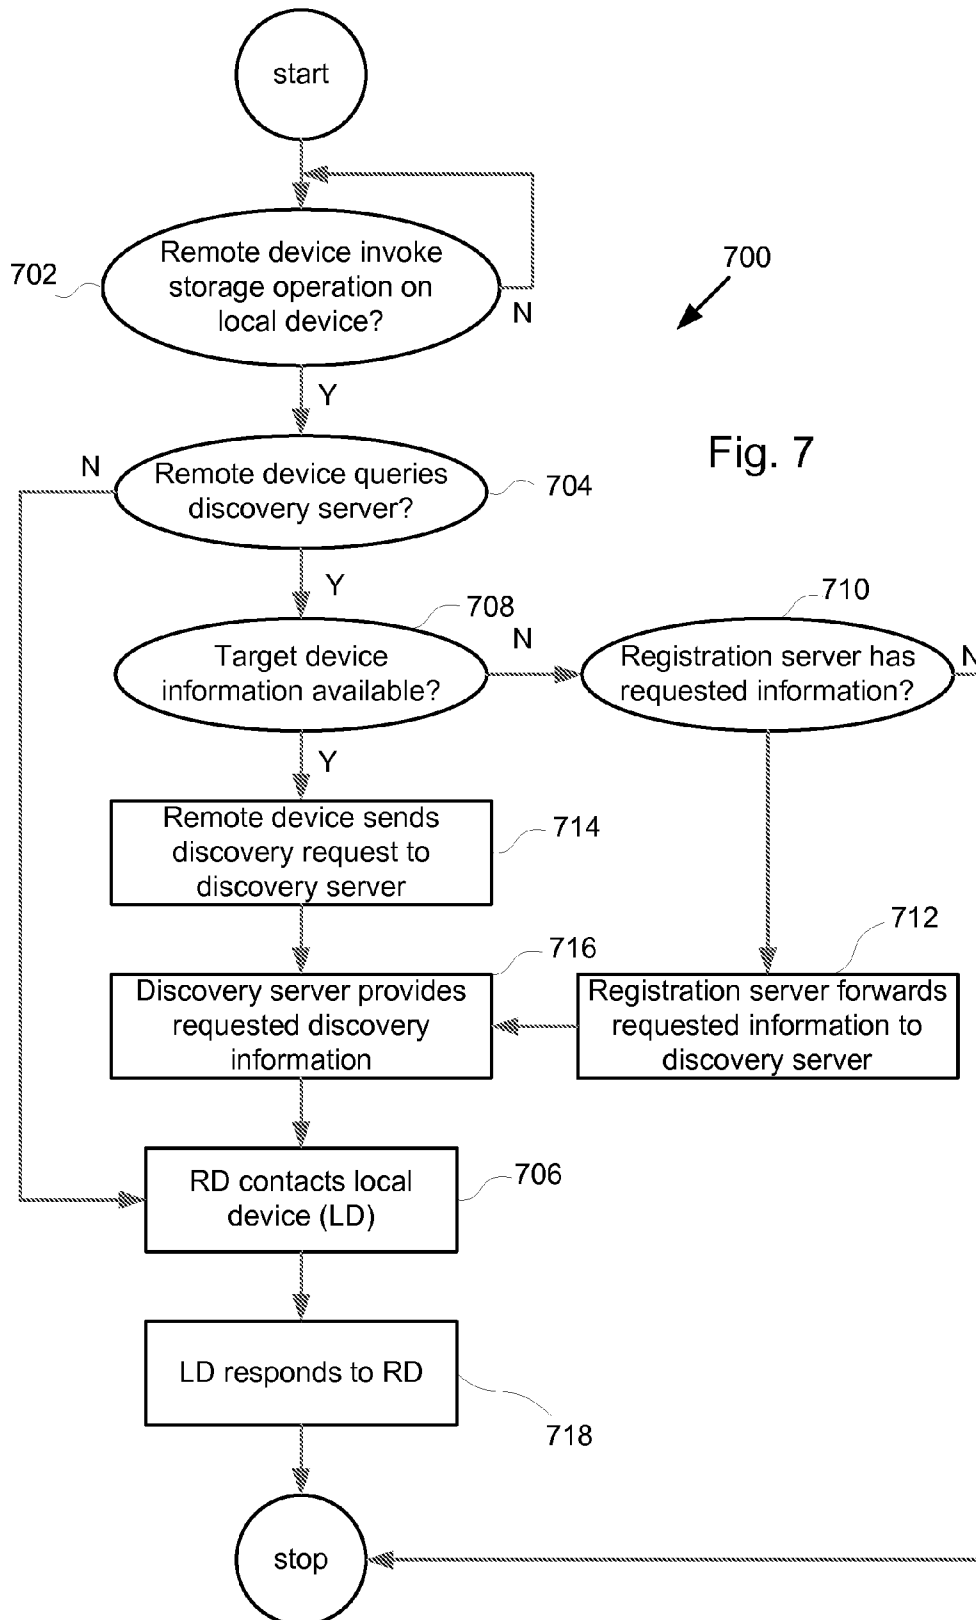 start
Remote device invoke
storage operation on
local device?
702
N
700
Y
Fig. 7
N
Remote device queries
discovery server?
704
Y
708
710
Target device
information available?
N
Registration server has
requested information?
N
Y
Remote device sends
discovery request to
discovery server
714
712
716
Discovery server provides
requested discovery
information
Registration server forwards
requested information to
discovery server
RD contacts local
device (LD)
706
LD responds to RD
718
stop